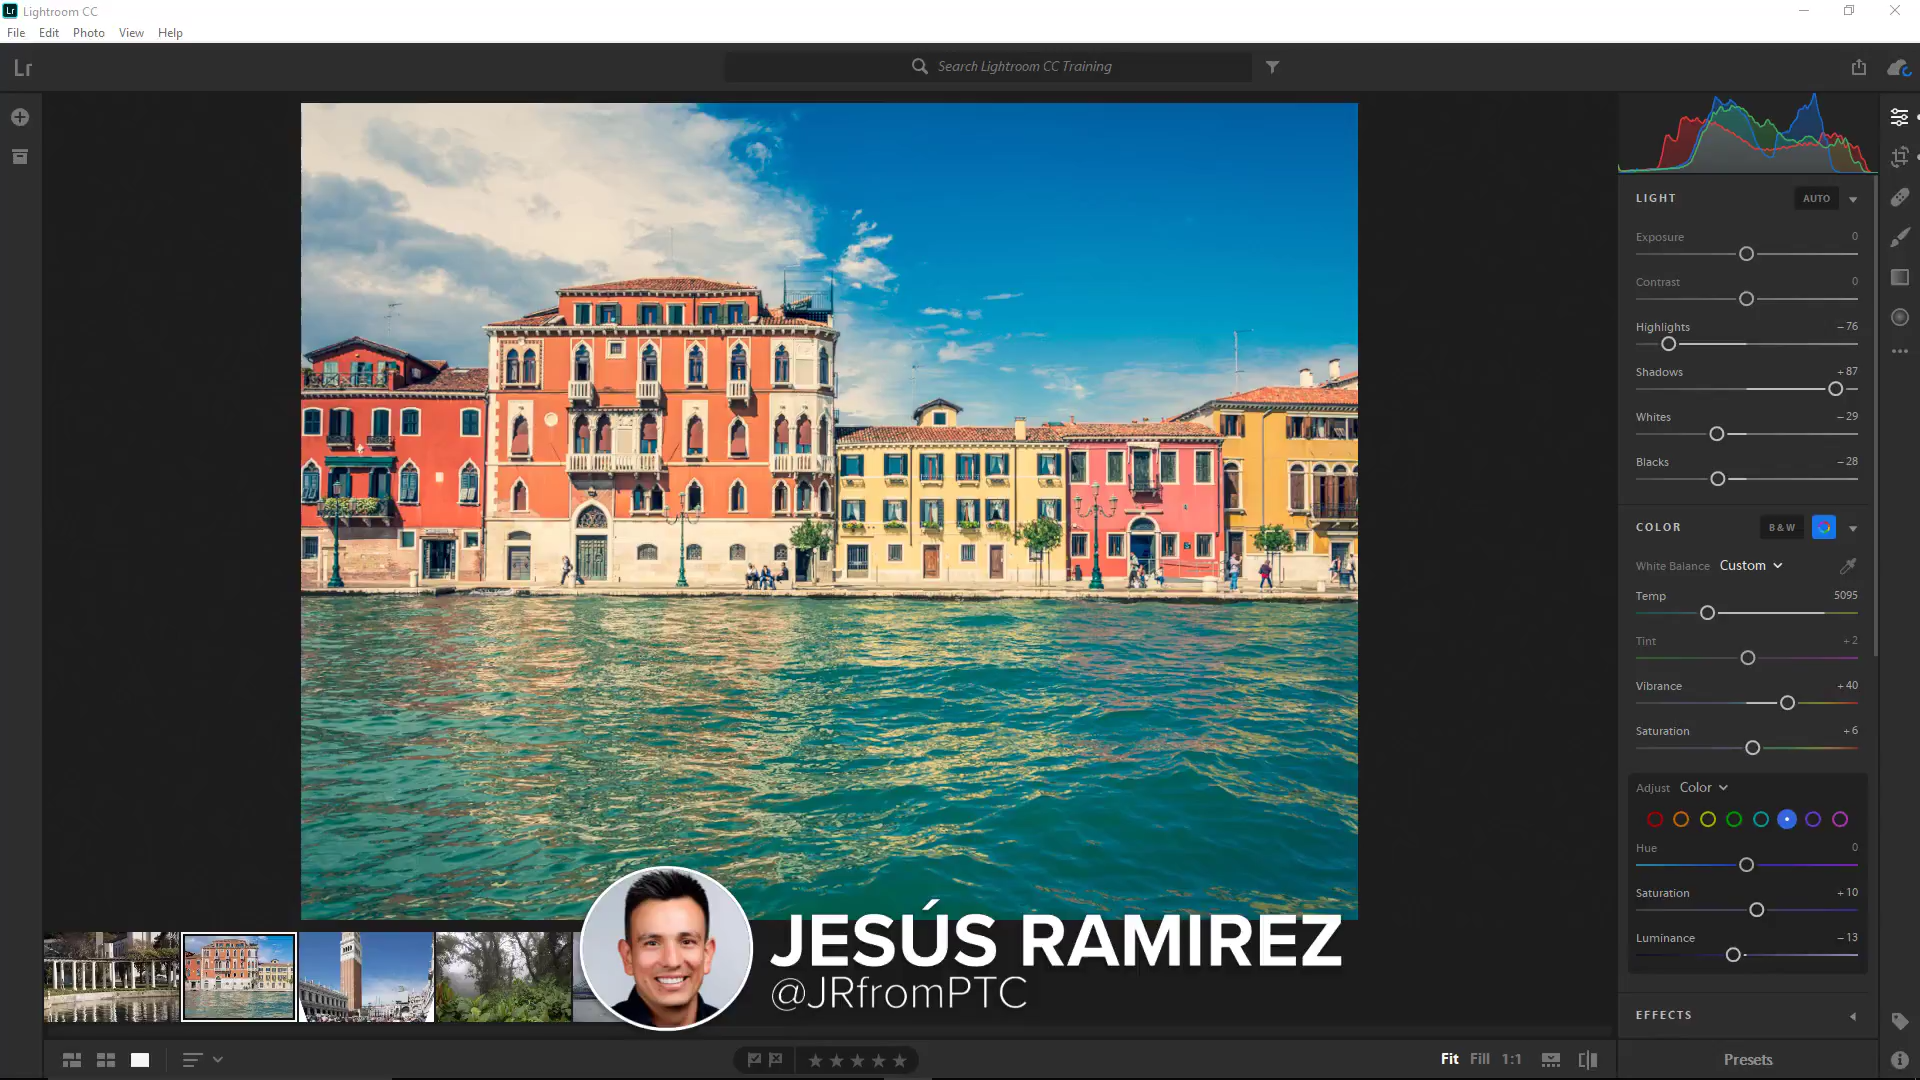 Lr Lightroom CC
File Edit Photo View Help
Lr
Search Lightroom CC Training
LIGHT AUTO
Exposure 0
Contrast 0
Highlights – 76
Shadows + 87
Whites – 29
Blacks – 28
COLOR B & W
White Balance Custom
Temp 5095
Tint + 2
Vibrance + 40
Saturation + 6
Adjust Color
Hue 0
Saturation + 10
Luminance – 13
EFFECTS
JESÚS RAMIREZ
@JRfromPTC
Fit Fill 1:1
Presets